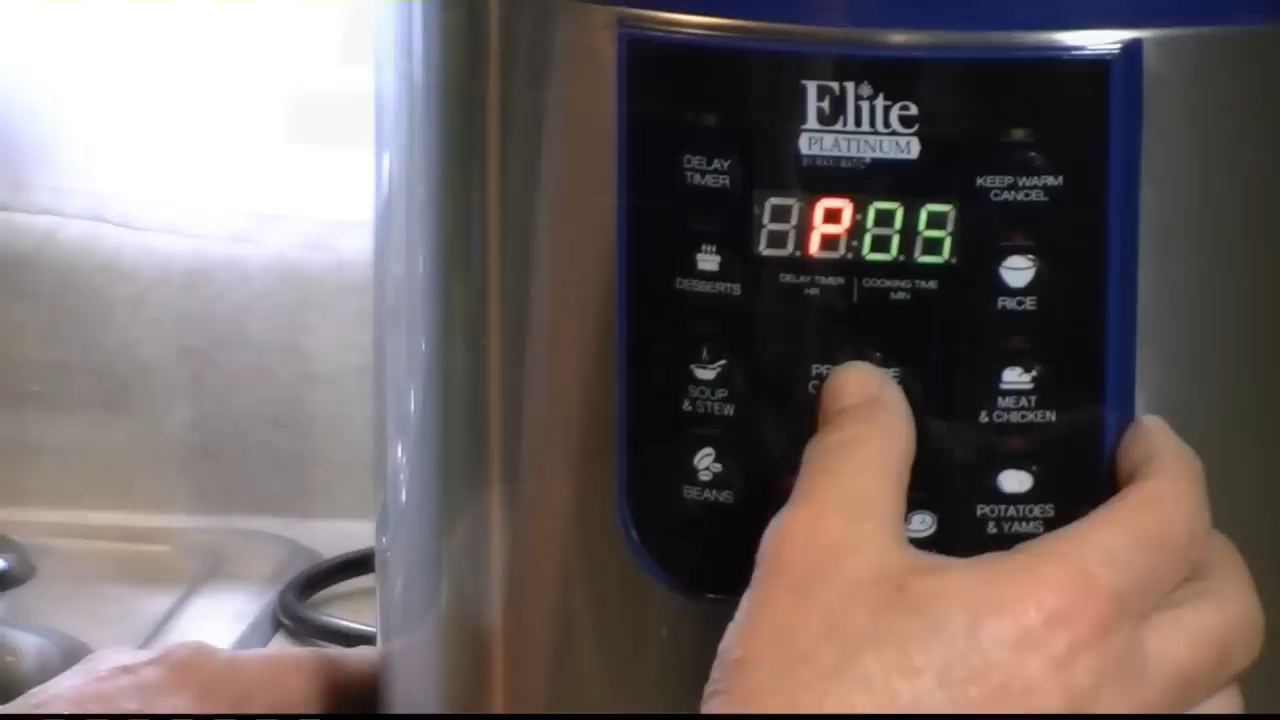 Elite
PLATINUM
DELAY
TIMER
KEEP WARM
CANCEL
P 05
DELAY TIMER
HR
COOKING TIME
MIN
DESSERTS
RICE
SOUP
& STEW
MEAT
& CHICKEN
BEANS
POTATOES
& YAMS